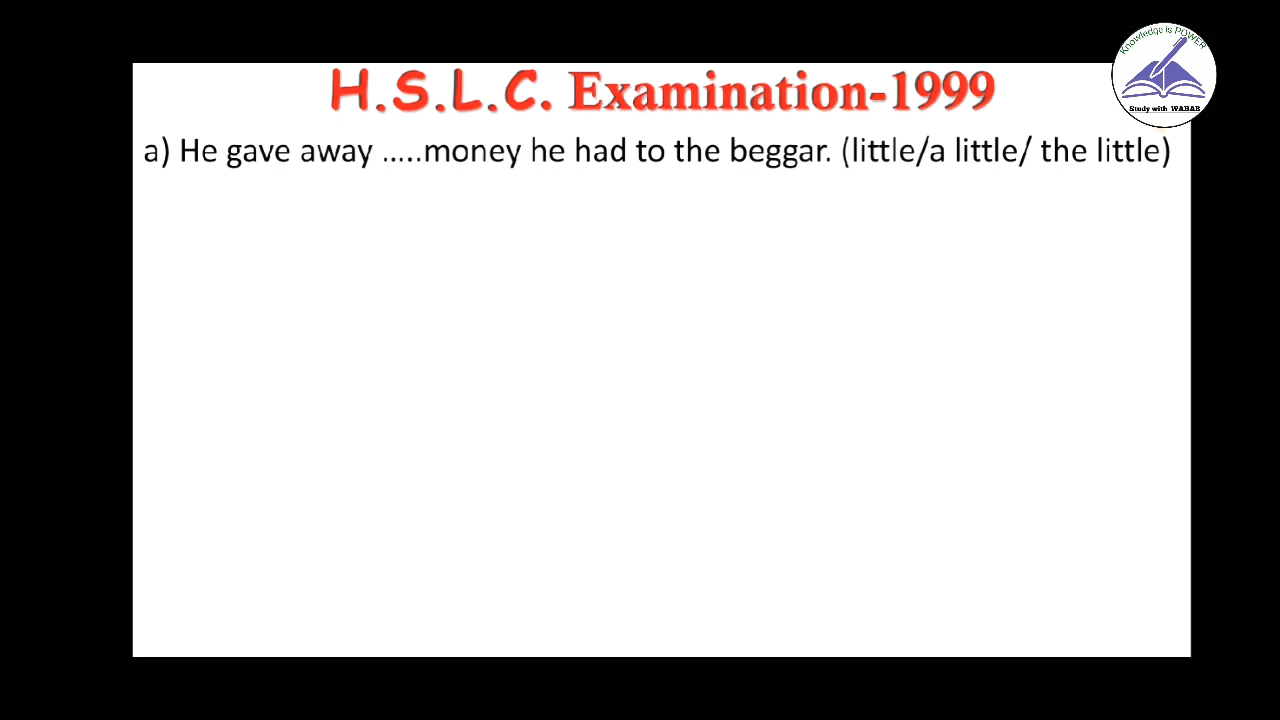 Knowledge is POWER
Study with WAHAB
H.S.L.C. Examination-1999
a) He gave away .....money he had to the beggar. (little/a little/ the little)